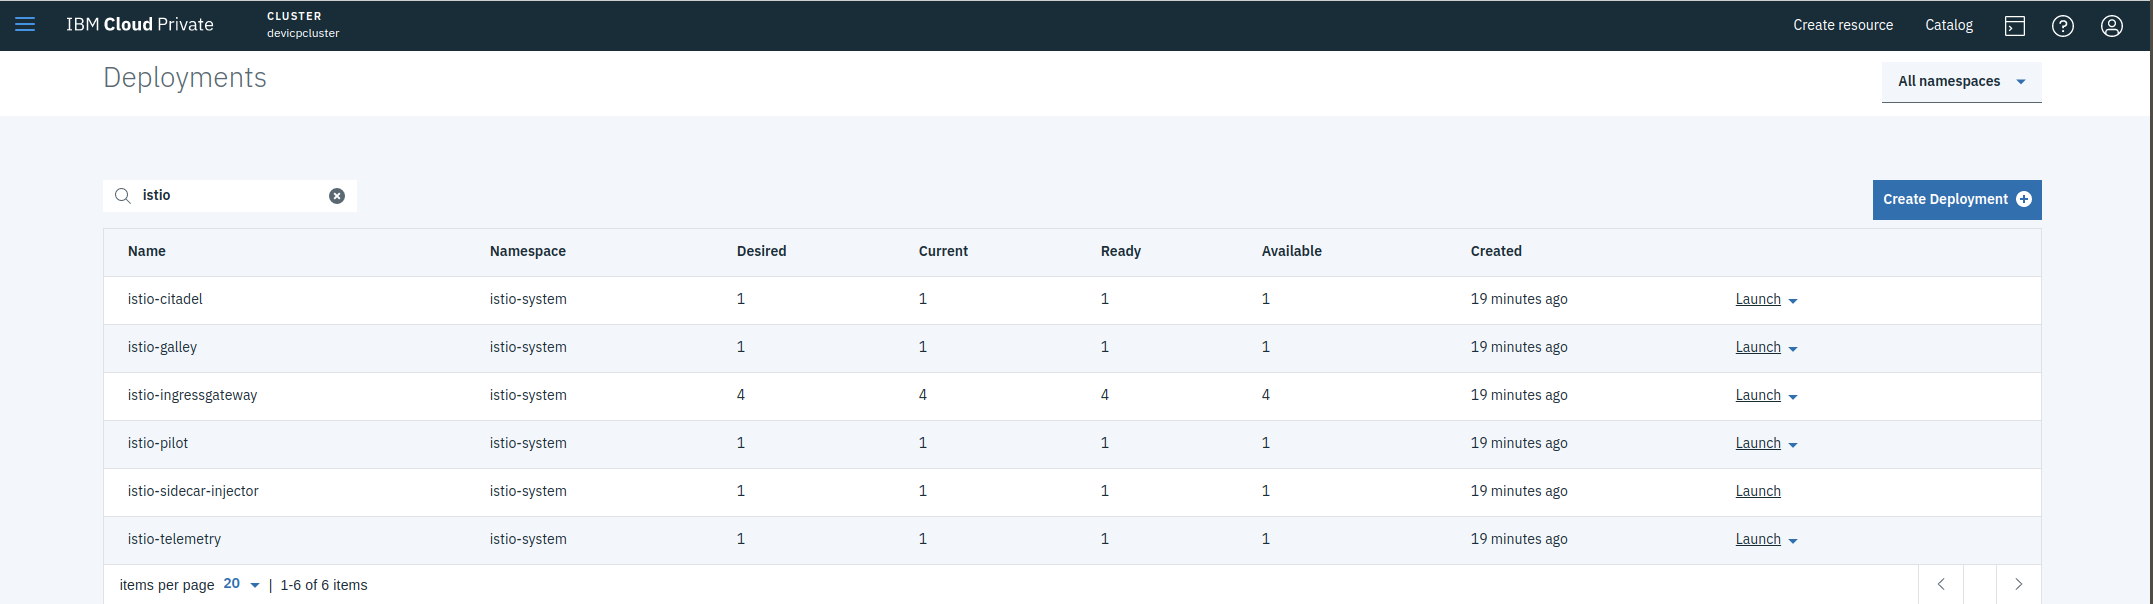 IBM Cloud Private
CLUSTER
devicpcluster
Create resource
Catalog
Deployments
All namespaces
istio
Create Deployment
Name Namespace Desired Current Ready Available Created
istio-citadel istio-system 1 1 1 1 19 minutes ago Launch
istio-galley istio-system 1 1 1 1 19 minutes ago Launch
istio-ingressgateway istio-system 4 4 4 4 19 minutes ago Launch
istio-pilot istio-system 1 1 1 1 19 minutes ago Launch
istio-sidecar-injector istio-system 1 1 1 1 19 minutes ago Launch
istio-telemetry istio-system 1 1 1 1 19 minutes ago Launch
items per page 20 | 1-6 of 6 items